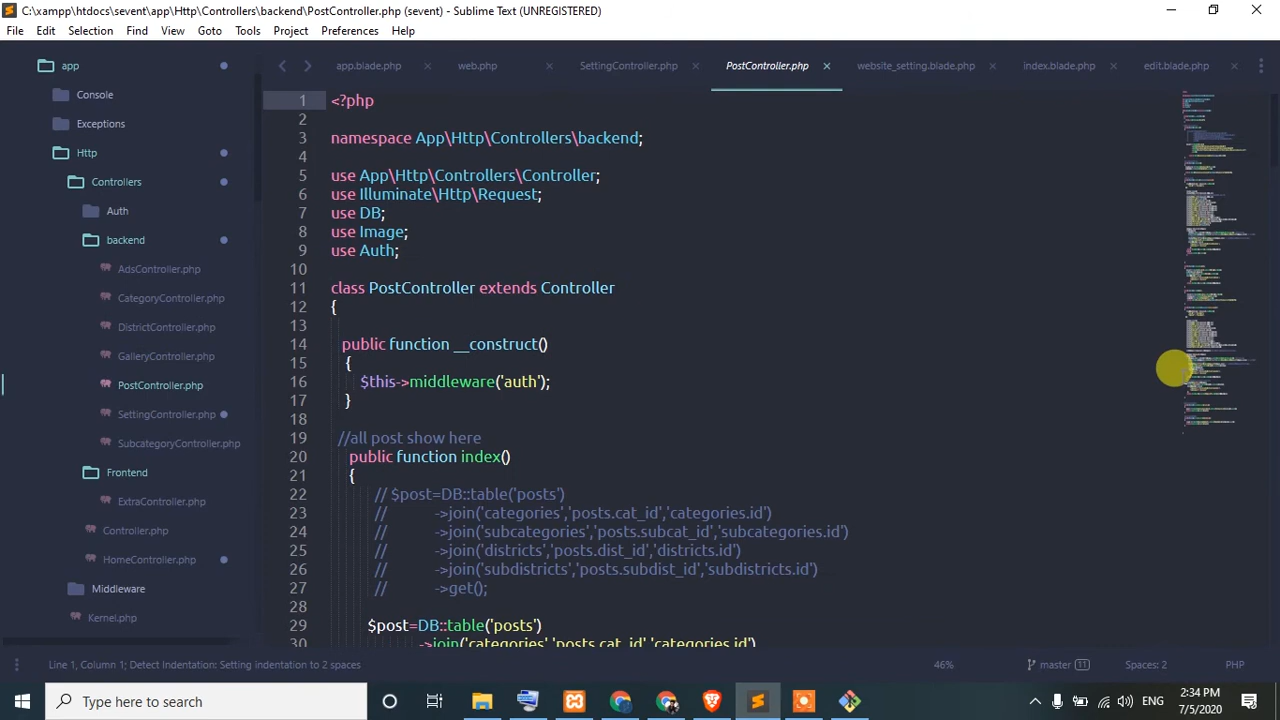 C:\xampp\htdocs\sevent\app\Http\Controllers\backend\PostController.php (sevent) - Sublime Text (UNREGISTERED)
File Edit Selection Find View Goto Tools Project Preferences Help
app
Console
Exceptions
Http
Controllers
Auth
backend
AdsController.php
CategoryController.php
DistrictController.php
GalleryController.php
PostController.php
SettingController.php
SubcategoryController.php
Frontend
ExtraController.php
Controller.php
HomeController.php
Middleware
Kernel.php
app.blade.php web.php SettingController.php PostController.php website_setting.blade.php index.blade.php edit.blade.php
1 <?php
2
3 namespace App\Http\Controllers\backend;
4
5 use App\Http\Controllers\Controller;
6 use Illuminate\Http\Request;
7 use DB;
8 use Image;
9 use Auth;
10
11 class PostController extends Controller
12 {
13
14 public function __construct()
15 {
16 $this->middleware('auth');
17 }
18
19 //all post show here
20 public function index()
21 {
22 // $post=DB::table('posts')
23 // ->join('categories','posts.cat_id','categories.id')
24 // ->join('subcategories','posts.subcat_id','subcategories.id')
25 // ->join('districts','posts.dist_id','districts.id')
26 // ->join('subdistricts','posts.subdist_id','subdistricts.id')
27 // ->get();
28
29 $post=DB::table('posts')
30 ->join('categories','posts.cat_id','categories.id')
Line 1, Column 1; Detect Indentation: Setting indentation to 2 spaces 46% master 11 Spaces: 2 PHP
Type here to search
ENG
2:34 PM
7/5/2020